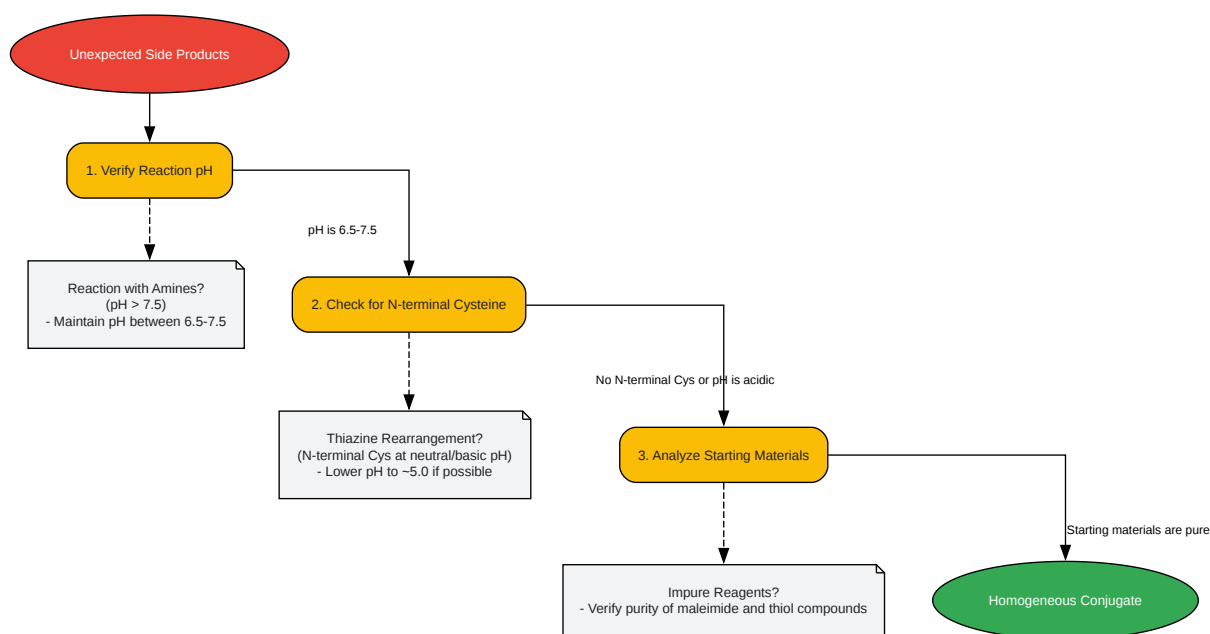 Unexpected Side Products
1. Verify Reaction pH
pH is 6.5-7.5
Reaction with Amines?
(pH > 7.5)
- Maintain pH between 6.5-7.5
2. Check for N-terminal Cysteine
No N-terminal Cys or pH is acidic
Thiazine Rearrangement?
(N-terminal Cys at neutral/basic pH)
- Lower pH to ~5.0 if possible
3. Analyze Starting Materials
Starting materials are pure
Impure Reagents?
- Verify purity of maleimide and thiol compounds
Homogeneous Conjugate